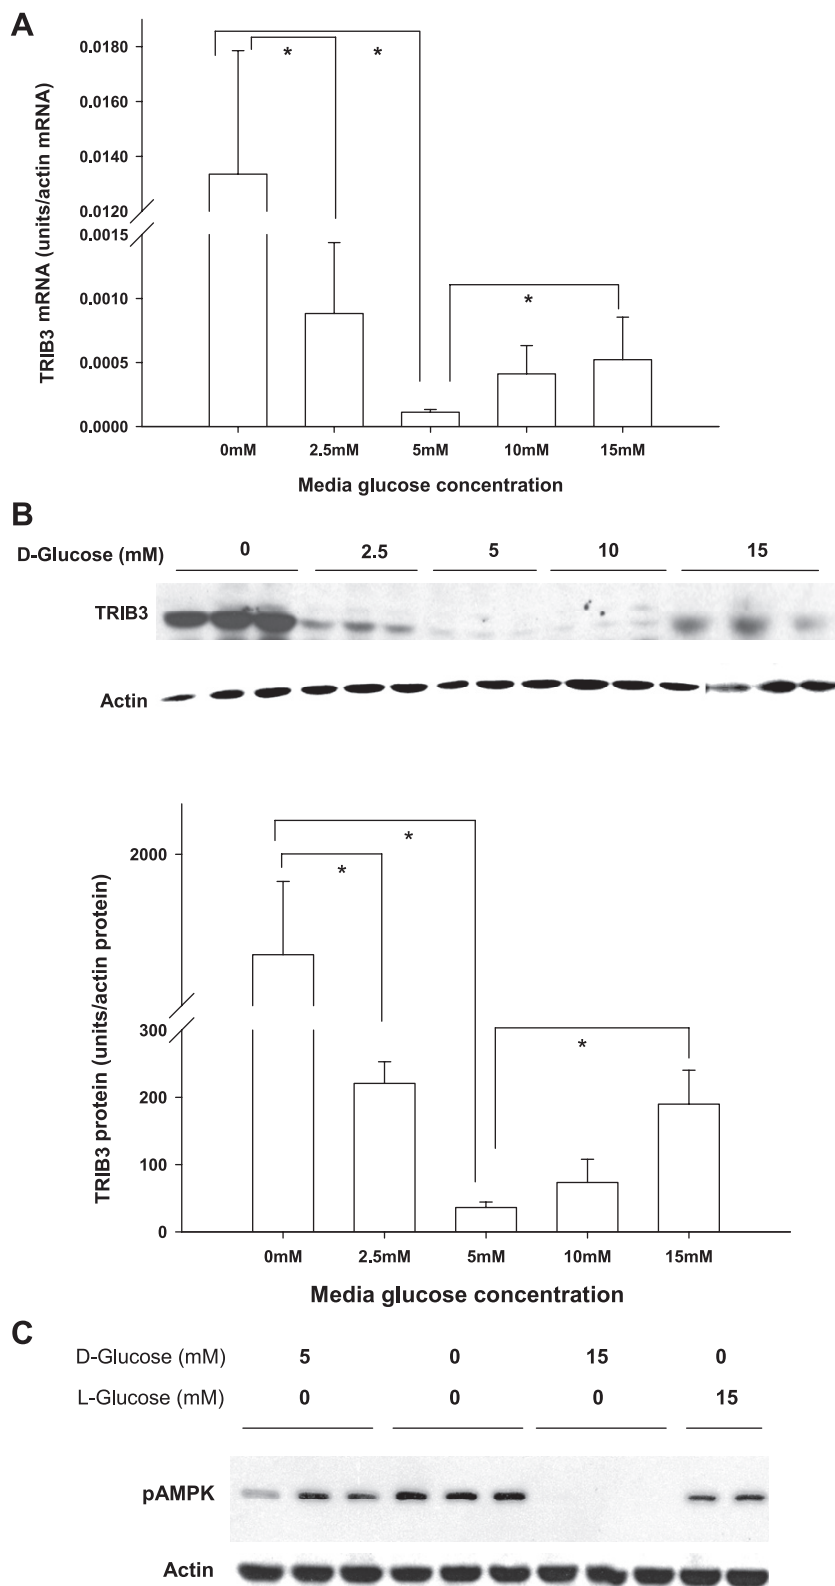 A
TRIB3 mRNA (units/actin mRNA)
0.0180
0.0160
0.0140
0.0120
0.0015
0.0010
0.0005
0.0000
* *
*
0mM 2.5mM 5mM 10mM 15mM
Media glucose concentration
B
D-Glucose (mM) 0 2.5 5 10 15
TRIB3
Actin
TRIB3 protein (units/actin protein)
2000
300
200
100
0
*
*
*
0mM 2.5mM 5mM 10mM 15mM
Media glucose concentration
C
D-Glucose (mM) 5 0 15 0
L-Glucose (mM) 0 0 0 15
pAMPK
Actin